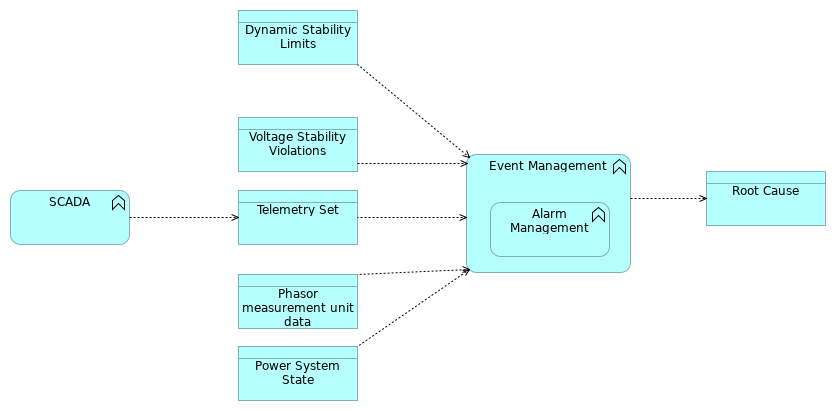 Dynamic Stability
Limits
Voltage Stability
Violations
Event Management
SCADA
Telemetry Set
Alarm
Management
Root Cause
Phasor
measurement unit
data
Power System
State